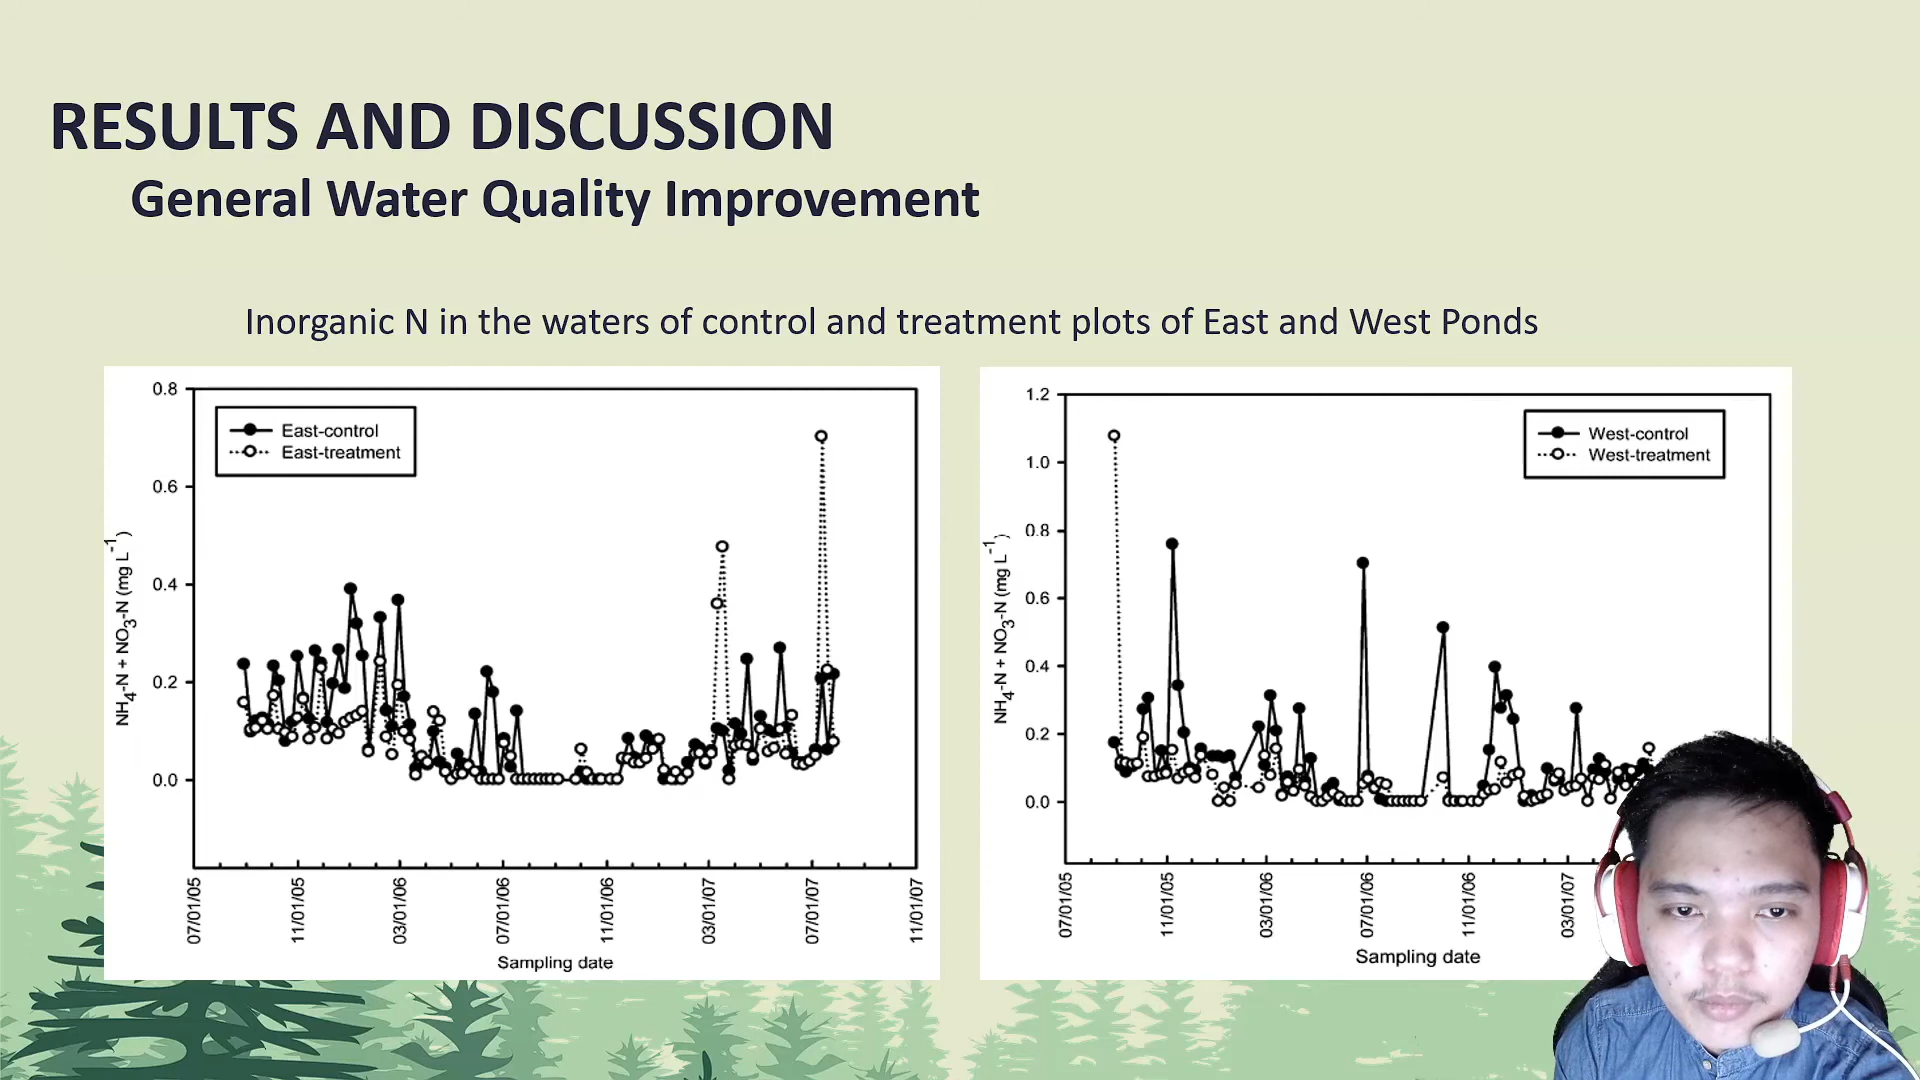 RESULTS AND DISCUSSION
General Water Quality Improvement
Inorganic N in the waters of control and treatment plots of East and West Ponds
East-control
East-treatment
NH4-N + NO3-N (mg L-1)
0.8
0.6
0.4
0.2
0.0
07/01/05
11/01/05
03/01/06
07/01/06
11/01/06
03/01/07
07/01/07
11/01/07
Sampling date
West-control
West-treatment
NH4-N + NO3-N (mg L-1)
1.2
1.0
0.8
0.6
0.4
0.2
0.0
07/01/05
11/01/05
03/01/06
07/01/06
11/01/06
03/01/07
Sampling date